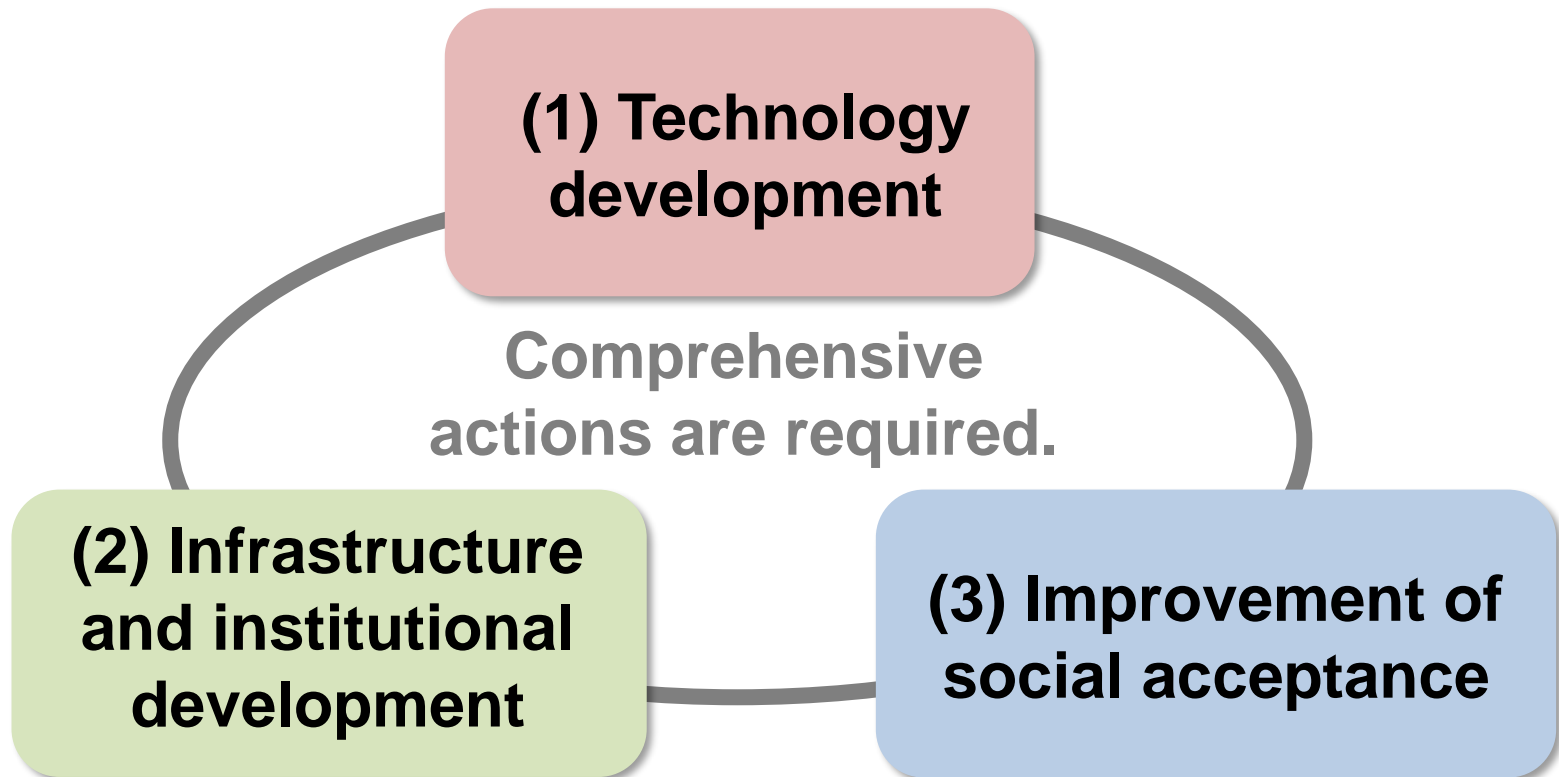 (1) Technology
development
Comprehensive
actions are required.
(2) Infrastructure
and institutional
development
(3) Improvement of
social acceptance